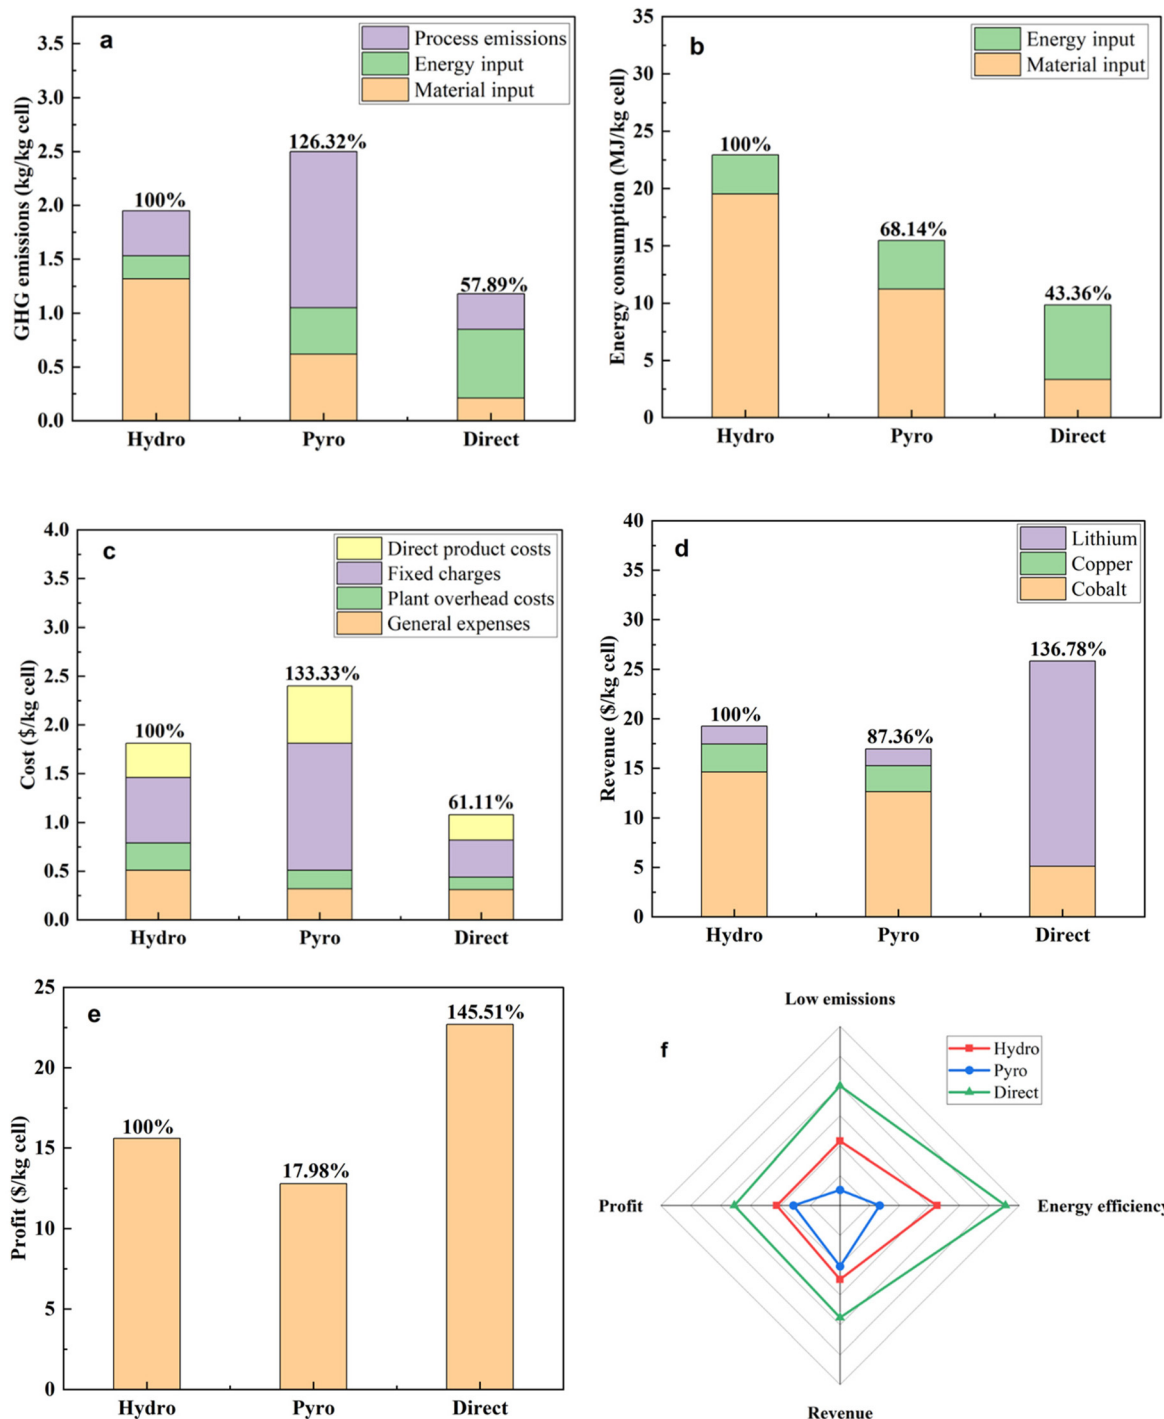 a
Process emissions
Energy input
Material input
GHG emissions (kg/kg cell)
3.5
3.0
2.5
2.0
1.5
1.0
0.5
0.0
100%
126.32%
57.89%
Hydro Pyro Direct
b
Energy input
Material input
Energy consumption (MJ/kg cell)
35
30
25
20
15
10
5
0
100%
68.14%
43.36%
Hydro Pyro Direct
c
Direct product costs
Fixed charges
Plant overhead costs
General expenses
Cost ($/kg cell)
4.0
3.5
3.0
2.5
2.0
1.5
1.0
0.5
0.0
100%
133.33%
61.11%
Hydro Pyro Direct
d
Lithium
Copper
Cobalt
Revenue ($/kg cell)
40
35
30
25
20
15
10
5
0
100%
87.36%
136.78%
Hydro Pyro Direct
e
Profit ($/kg cell)
25
20
15
10
5
0
100%
17.98%
145.51%
Hydro Pyro Direct
f
Low emissions
Hydro
Pyro
Direct
Profit
Energy efficiency
Revenue